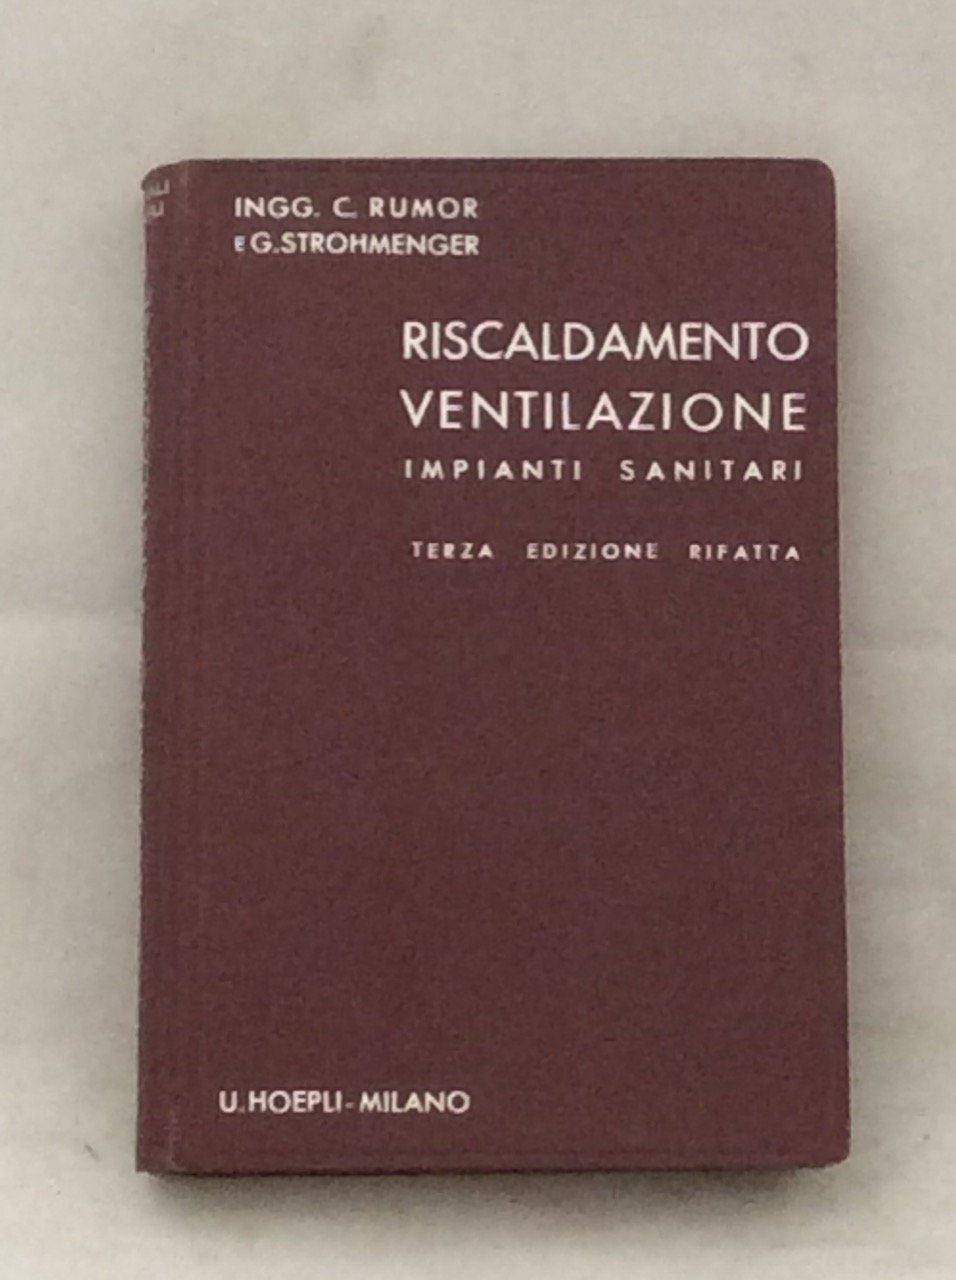 INGG. C. RUMOR
E G. STROHMENGER
RISCALDAMENTO
VENTILAZIONE
IMPIANTI SANITARI
TERZA EDIZIONE RIFATTA
U. HOEPLI - MILANO